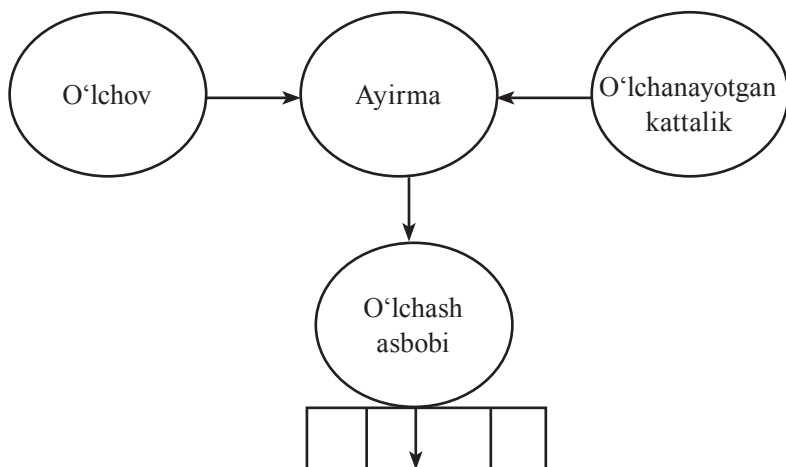 O‘lchov
Ayirma
O‘lchanayotgan
kattalik
O‘lchash
asbobi